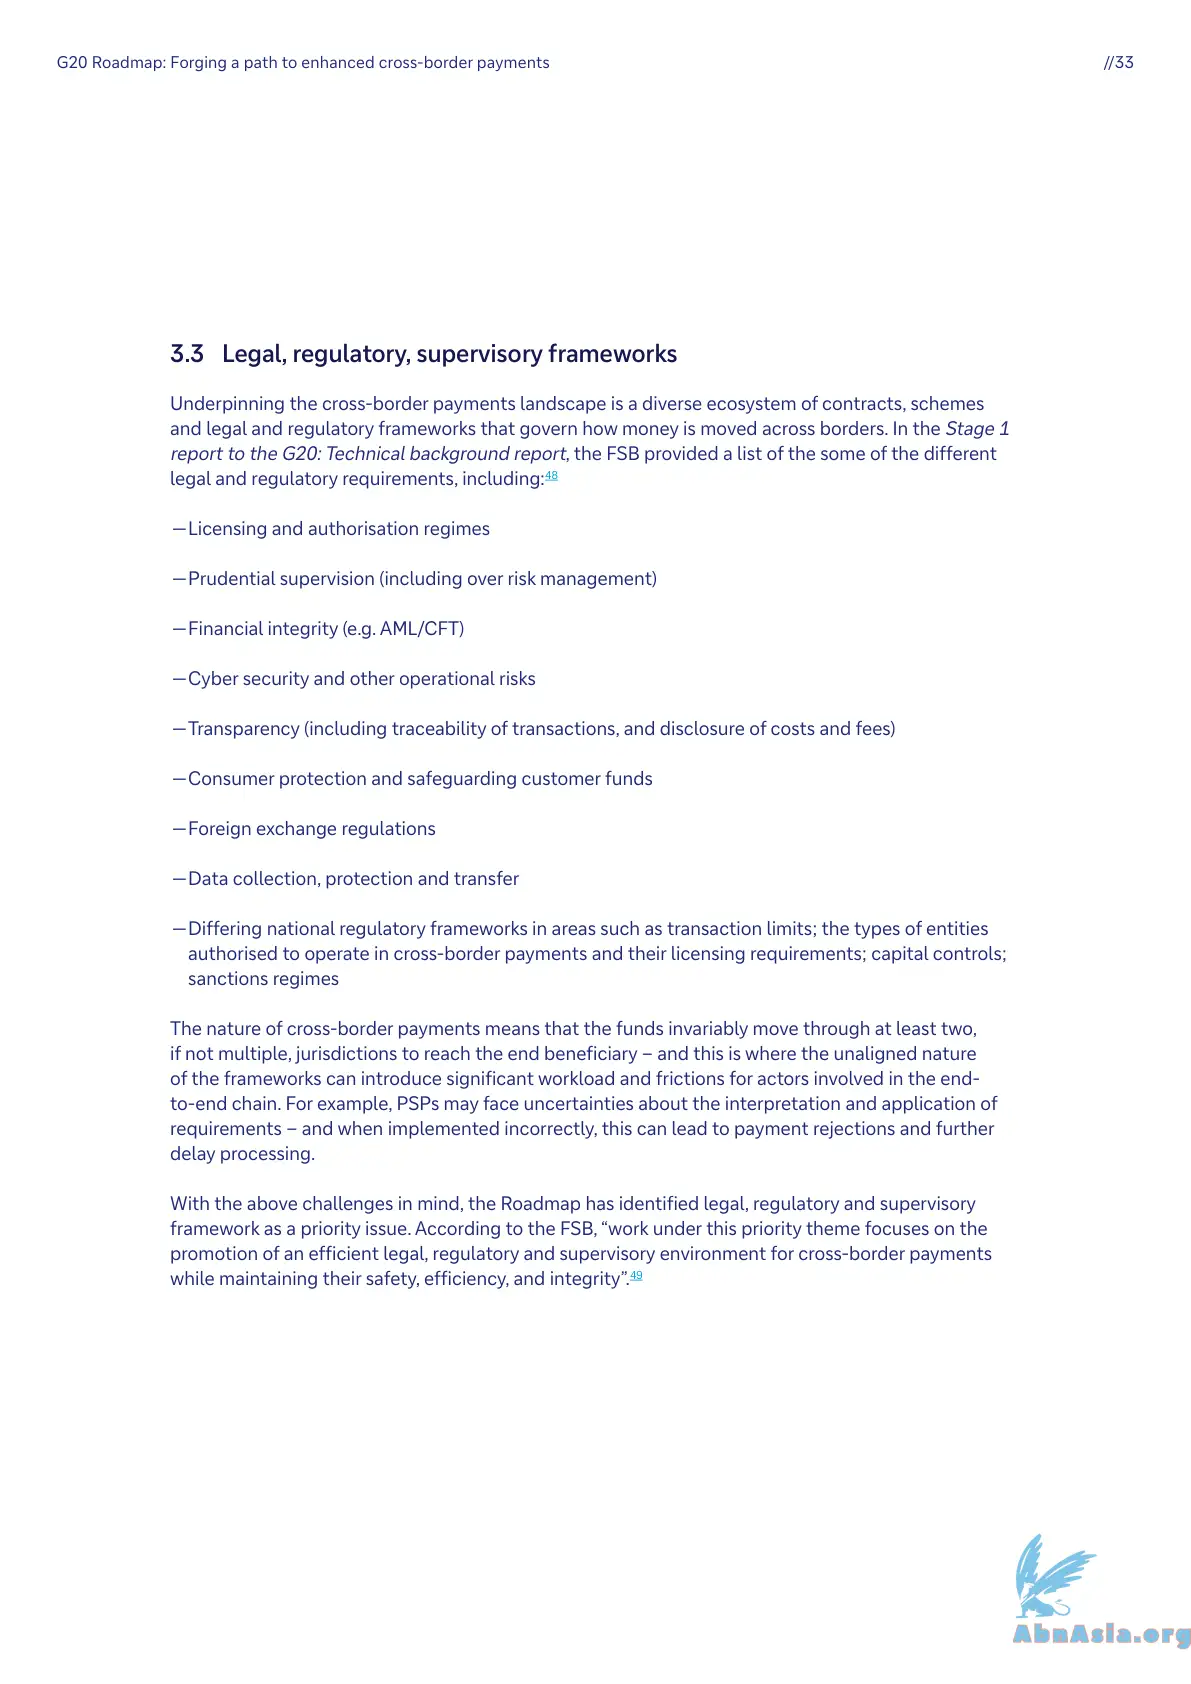 G20 Roadmap: Forging a path to enhanced cross-border payments
//33
3.3 Legal, regulatory, supervisory frameworks
Underpinning the cross-border payments landscape is a diverse ecosystem of contracts, schemes
and legal and regulatory frameworks that govern how money is moved across borders. In the Stage 1
report to the G20: Technical background report, the FSB provided a list of the some of the different
legal and regulatory requirements, including:48
—Licensing and authorisation regimes
—Prudential supervision (including over risk management)
—Financial integrity (e.g. AML/CFT)
—Cyber security and other operational risks
—Transparency (including traceability of transactions, and disclosure of costs and fees)
—Consumer protection and safeguarding customer funds
—Foreign exchange regulations
—Data collection, protection and transfer
—Differing national regulatory frameworks in areas such as transaction limits; the types of entities
authorised to operate in cross-border payments and their licensing requirements; capital controls;
sanctions regimes
The nature of cross-border payments means that the funds invariably move through at least two,
if not multiple, jurisdictions to reach the end beneficiary – and this is where the unaligned nature
of the frameworks can introduce significant workload and frictions for actors involved in the end-
to-end chain. For example, PSPs may face uncertainties about the interpretation and application of
requirements – and when implemented incorrectly, this can lead to payment rejections and further
delay processing.
With the above challenges in mind, the Roadmap has identified legal, regulatory and supervisory
framework as a priority issue. According to the FSB, “work under this priority theme focuses on the
promotion of an efficient legal, regulatory and supervisory environment for cross-border payments
while maintaining their safety, efficiency, and integrity”.49
AbnAsia.org